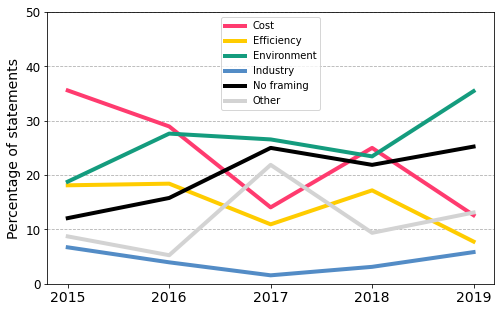 50
40
30
20
10
0
Percentage of statements
Cost
Efficiency
Environment
Industry
No framing
Other
2015 2016 2017 2018 2019